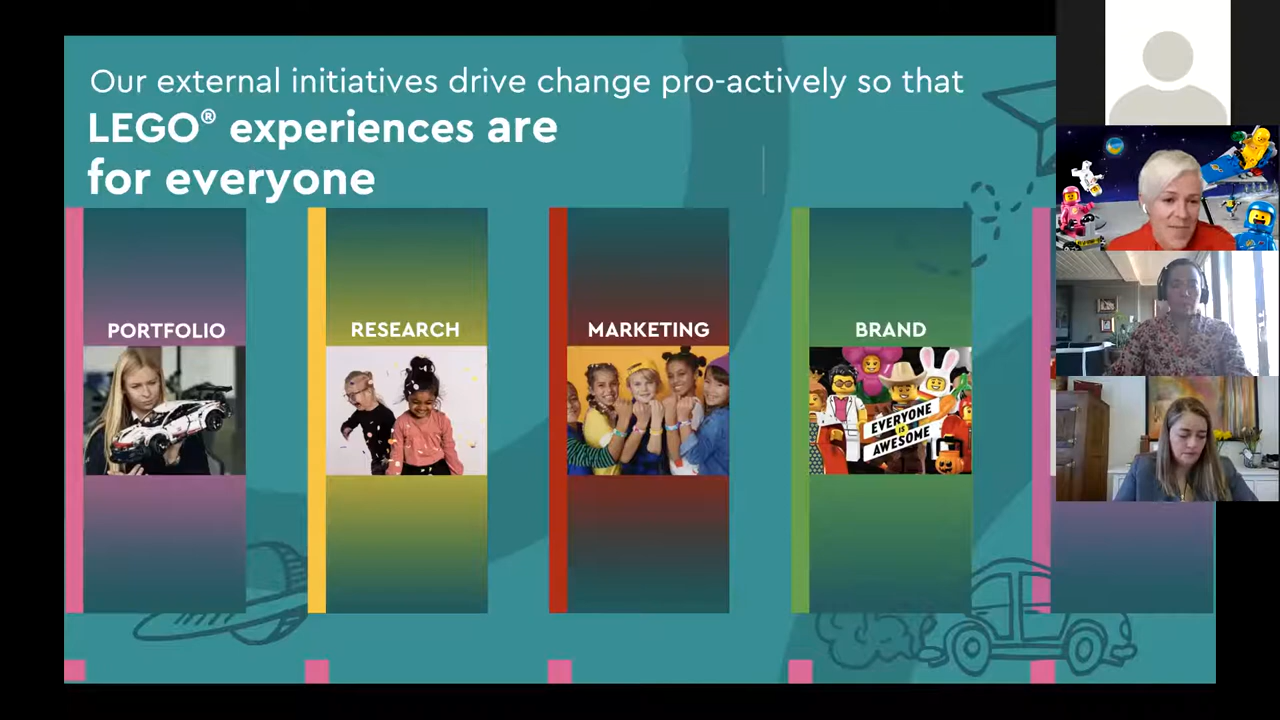 Our external initiatives drive change pro-actively so that
LEGO® experiences are
for everyone
PORTFOLIO
RESEARCH
MARKETING
BRAND
EVERYONE
IS
AWESOME